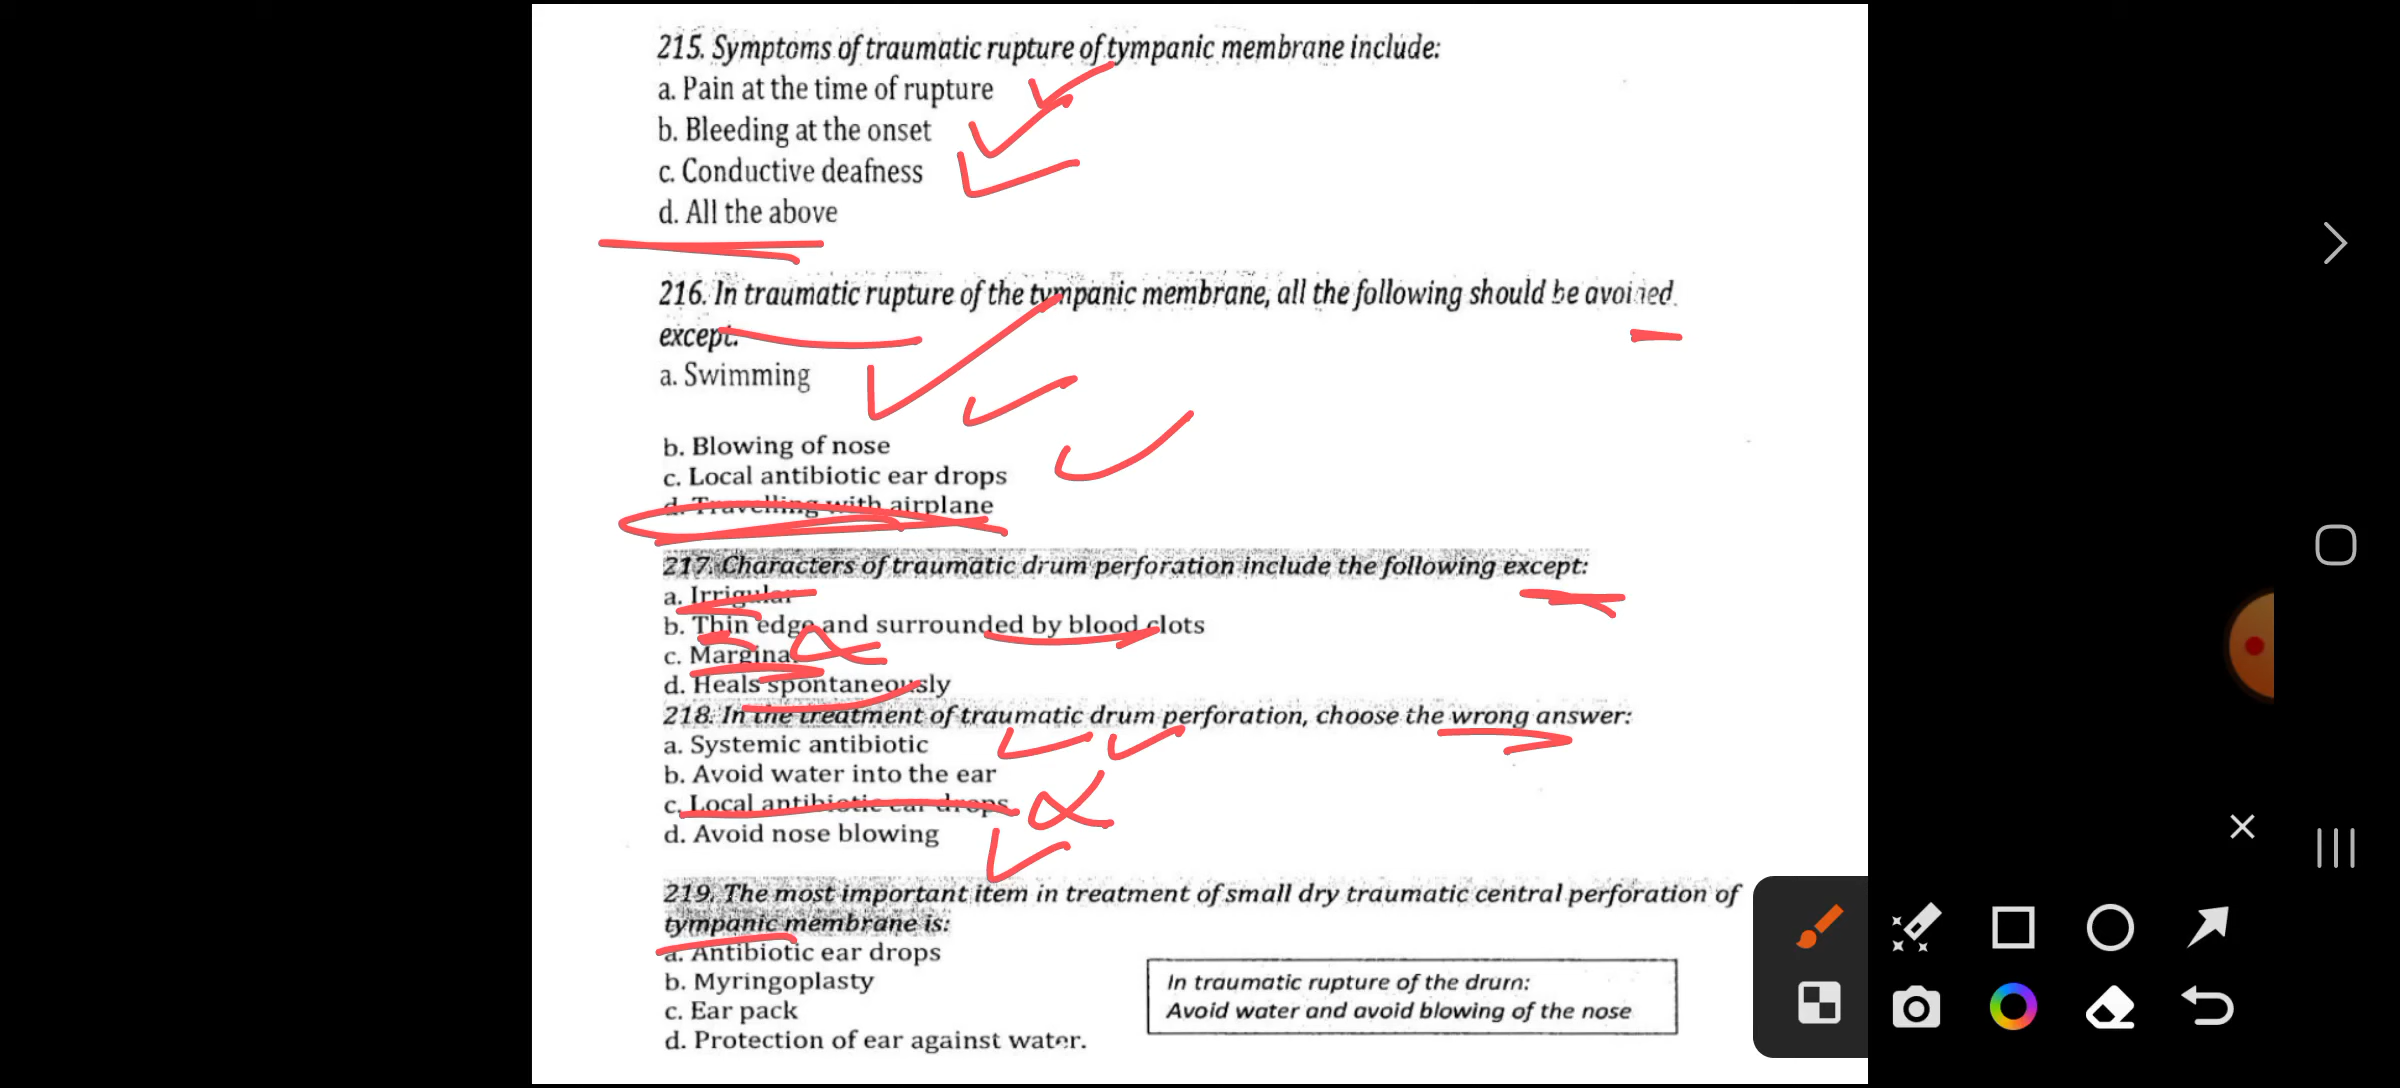 215. Symptoms of traumatic rupture of tympanic membrane include:
a. Pain at the time of rupture
b. Bleeding at the onset
c. Conductive deafness
d. All the above
216. In traumatic rupture of the tympanic membrane, all the following should be avoided
except.
a. Swimming
b. Blowing of nose
c. Local antibiotic ear drops
d. Travelling with airplane
217. Characters of traumatic drum perforation include the following except:
a. Irrigular
b. Thin edge and surrounded by blood clots
c. Marginal
d. Heals spontaneously
218. In the treatment of traumatic drum perforation, choose the wrong answer:
a. Systemic antibiotic
b. Avoid water into the ear
c. Local antibiotic ear drops
d. Avoid nose blowing
219. The most important item in treatment of small dry traumatic central perforation of
tympanic membrane is:
a. Antibiotic ear drops
b. Myringoplasty
c. Ear pack
d. Protection of ear against water.
In traumatic rupture of the drum:
Avoid water and avoid blowing of the nose